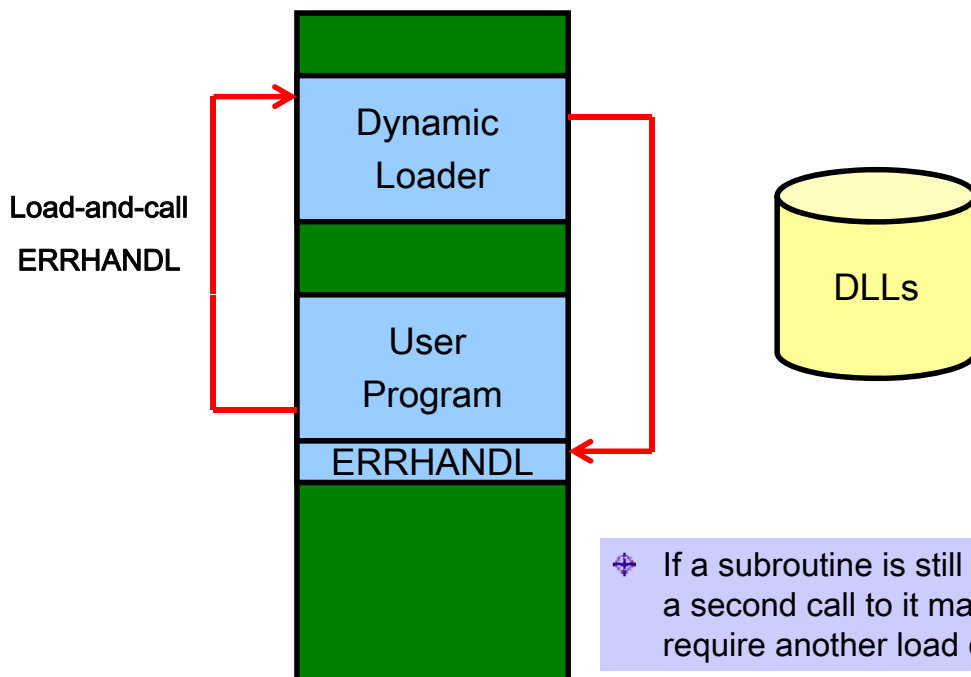 Dynamic
Loader
Load-and-call
ERRHANDL
User
Program
ERRHANDL
DLLs
If a subroutine is still
a second call to it ma
require another load